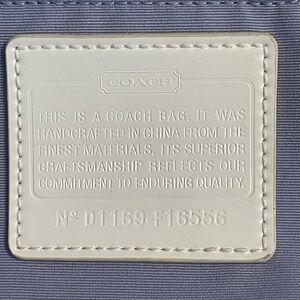 COACH
THIS IS A COACH BAG. IT WAS
HANDCRAFTED IN CHINA FROM THE
FINEST MATERIALS. ITS SUPERIOR
CRAFTSMANSHIP REFLECTS OUR
COMMITMENT TO ENDURING QUALITY.
Nº D1169-F16556